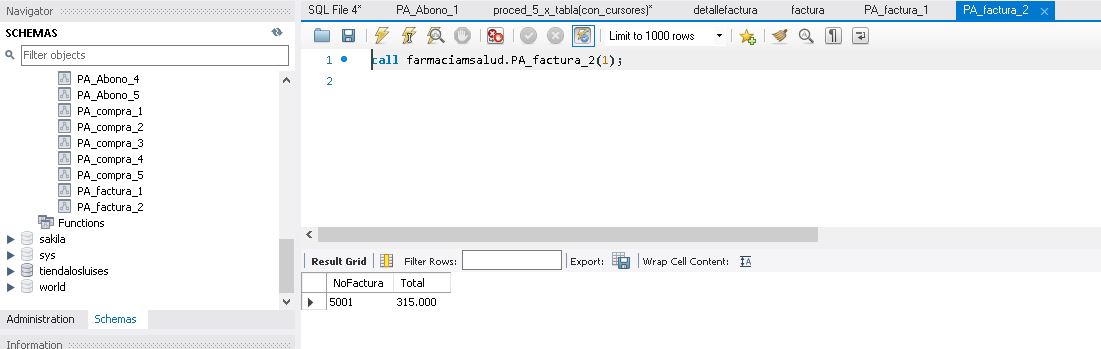 Navigator
SCHEMAS
Filter objects
PA_Abono_4
PA_Abono_5
PA_compra_1
PA_compra_2
PA_compra_3
PA_compra_4
PA_compra_5
PA_factura_1
PA_factura_2
Functions
sakila
sys
tiendalosluises
world
Administration Schemas
Information
SQL File 4* PA_Abono_1 proced_5_x_tabla(con_cursores)* detallefactura factura PA_factura_1 PA_factura_2
Limit to 1000 rows
1 call farmaciamsalud.PA_factura_2(1);
2
Result Grid Filter Rows: Export: Wrap Cell Content:
NoFactura Total
5001 315.000